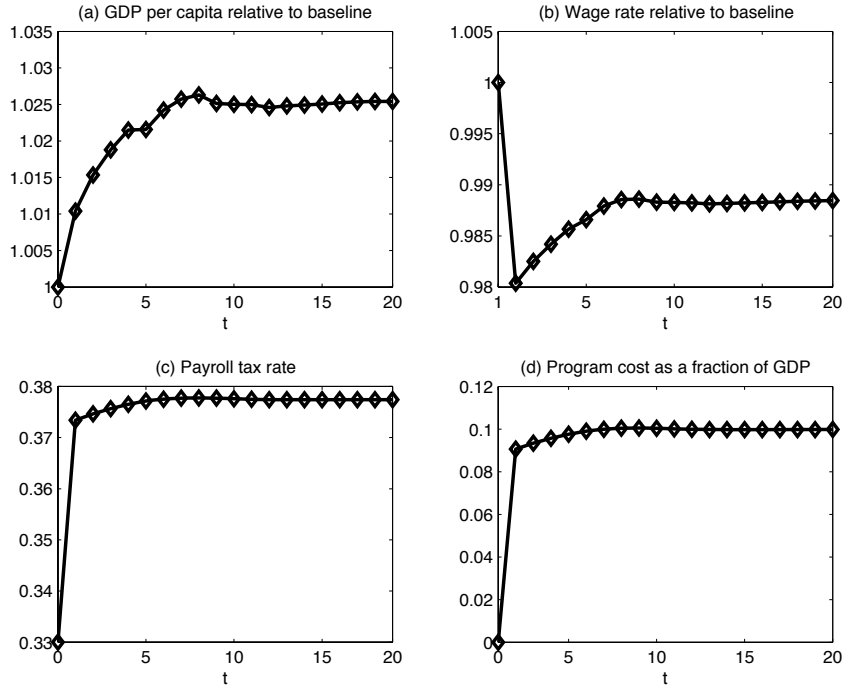 (a) GDP per capita relative to baseline
1.035
1.03
1.025
1.02
1.015
1.01
1.005
1
0 5 10 15 20
t
(b) Wage rate relative to baseline
1.005
1
0.995
0.99
0.985
0.98
1 5 10 15 20
t
(c) Payroll tax rate
0.38
0.37
0.36
0.35
0.34
0.33
0 5 10 15 20
t
(d) Program cost as a fraction of GDP
0.12
0.1
0.08
0.06
0.04
0.02
0
0 5 10 15 20
t